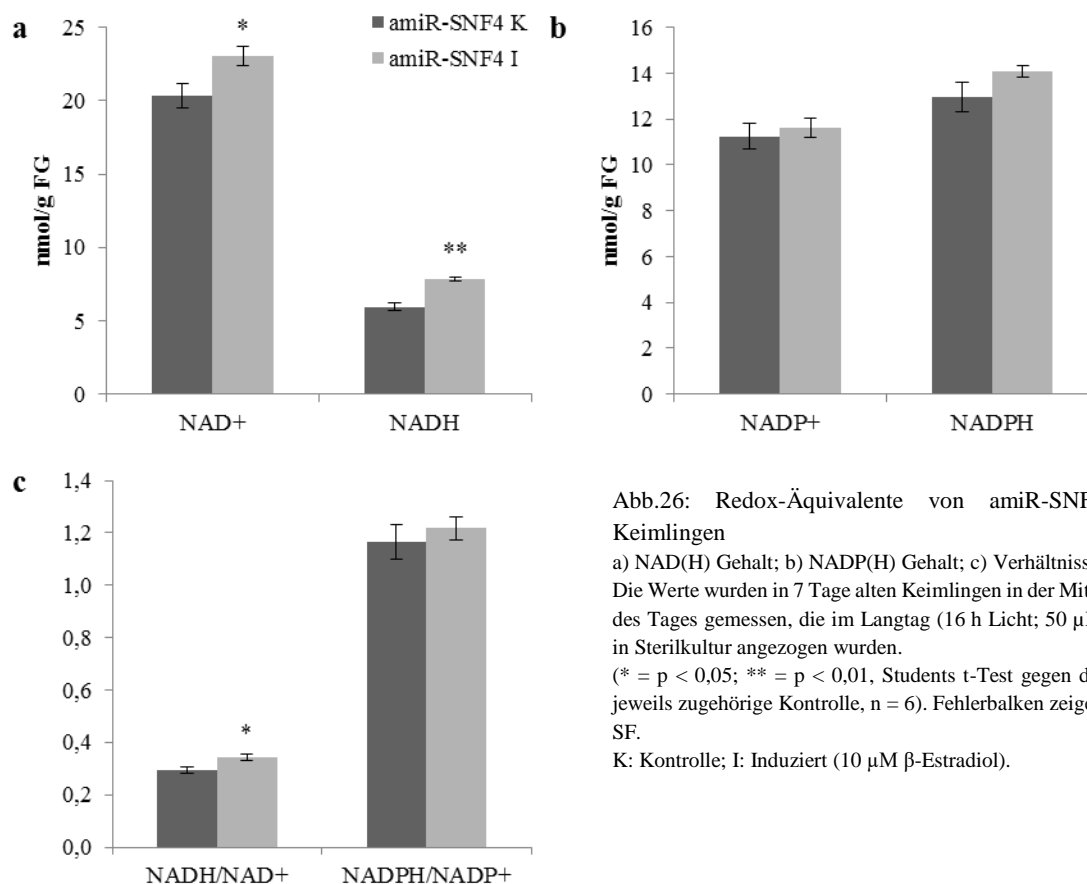 a
25
20
15
10
5
0
nmol/g FG
*
**
NAD+ NADH
amiR-SNF4 K
amiR-SNF4 I
b
16
14
12
10
8
6
4
2
0
nmol/g FG
NADP+ NADPH
c
1,4
1,2
1,0
0,8
0,6
0,4
0,2
0,0
*
NADH/NAD+ NADPH/NADP+
Abb.26: Redox-Äquivalente von amiR-SNF
Keimlingen
a) NAD(H) Gehalt; b) NADP(H) Gehalt; c) Verhältniss
Die Werte wurden in 7 Tage alten Keimlingen in der Mit
des Tages gemessen, die im Langtag (16 h Licht; 50 µ
in Sterilkultur angezogen wurden.
(* = p < 0,05; ** = p < 0,01, Students t-Test gegen d
jeweils zugehörige Kontrolle, n = 6). Fehlerbalken zeige
SF.
K: Kontrolle; I: Induziert (10 µM β-Estradiol).